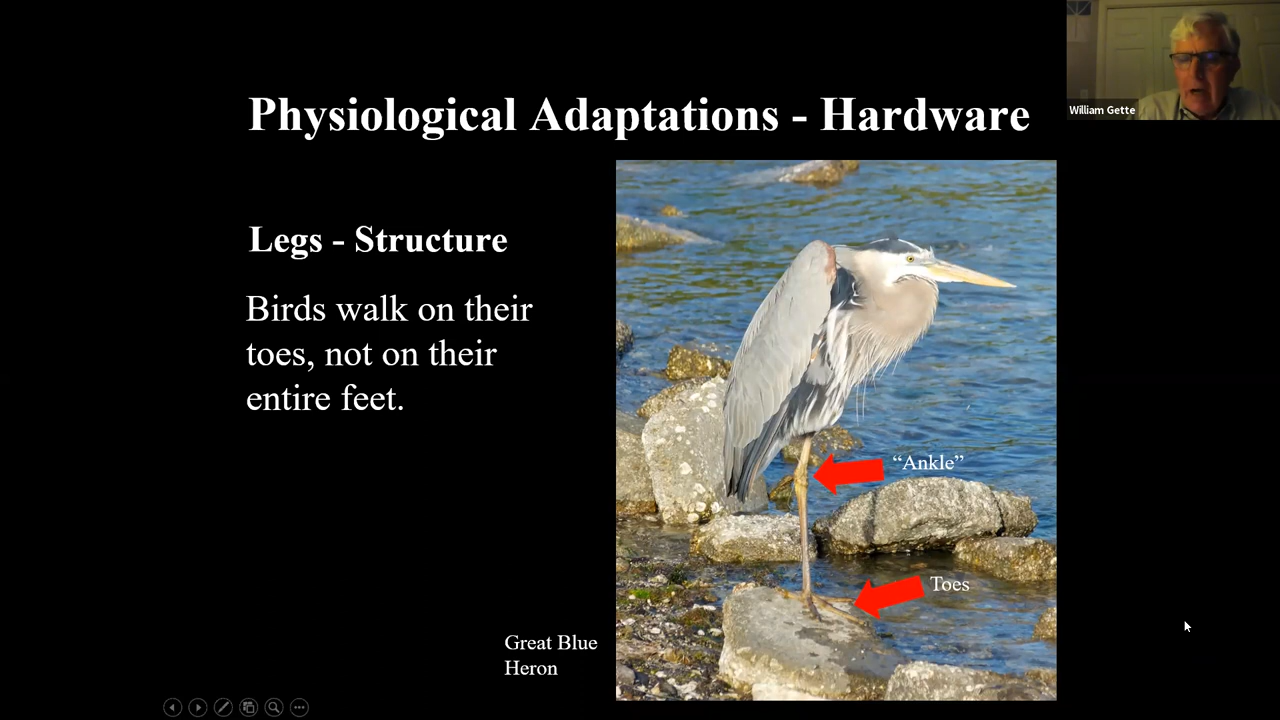 William Gette
Physiological Adaptations - Hardware
Legs - Structure
Birds walk on their
toes, not on their
entire feet.
“Ankle”
Toes
Great Blue
Heron